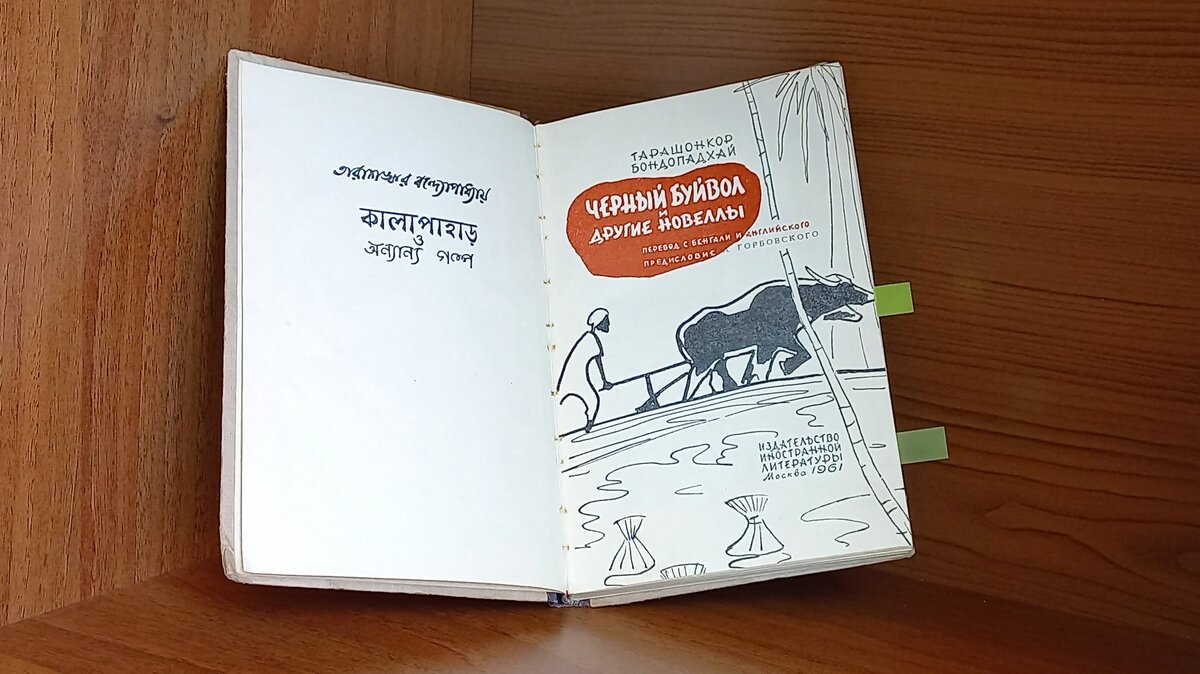 তারাশঙ্কর বন্দ্যোপাধ্যায়
কালাপাহাড়
ও
অন্যান্য গল্প
ТАРАШОНКОР
БОНДОПАДХАЙ
ЧЕРНЫЙ БУЙВОЛ
И
ДРУГИЕ НОВЕЛЛЫ
ПЕРЕВОД С БЕНГАЛИ И АНГЛИЙСКОГО
ПРЕДИСЛОВИЕ ГОРБОВСКОГО
ИЗДАТЕЛЬСТВО
ИНОСТРАННОЙ
ЛИТЕРАТУРЫ
Москва 1961